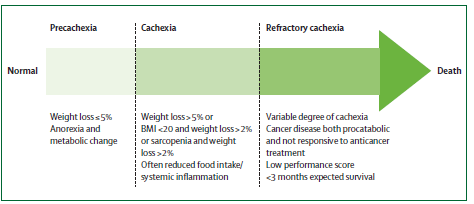 Precachexia
Cachexia
Refractory cachexia
Normal
Death
Weight loss ≤5%
Anorexia and
metabolic change
Weight loss >5% or
BMI <20 and weight loss >2%
or sarcopenia and weight
loss >2%
Often reduced food intake/
systemic inflammation
Variable degree of cachexia
Cancer disease both procatabolic
and not responsive to anticancer
treatment
Low performance score
<3 months expected survival